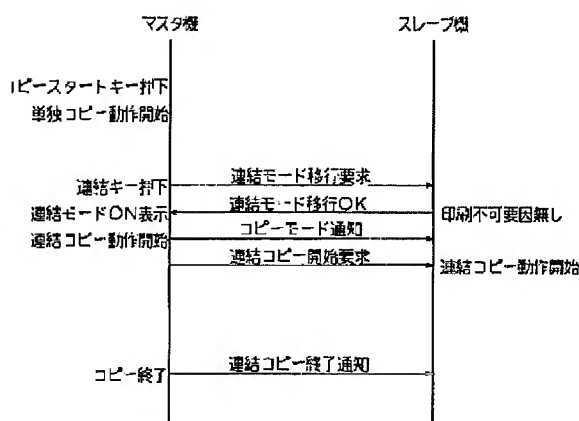 マスタ機 スレーブ機
コピースタートキー押下
単独コピー動作開始
連結モード移行要求
連結キー押下
連結モード移行OK
連結モードON表示 印刷不可要因無し
コピーモード通知
連結コピー動作開始
連結コピー開始要求
連結コピー動作開始
連結コピー終了通知
コピー終了